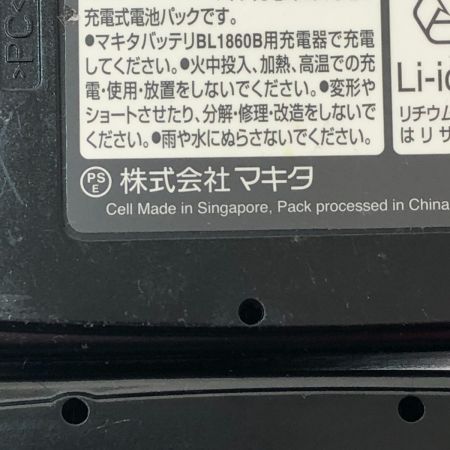 充電式電池パックです。
●マキタバッテリBL1860B用充電器で充電
してください。●火中投入、加熱、高温での充
電・使用・放置をしないでください。●変形や
ショートさせたり、分解・修理・改造をしないで
ください。●雨や水にぬらさないでください。
PS
E
株式会社 マキタ
Cell Made in Singapore, Pack processed in China
Li-i
リチウム
はリサ
>PC<